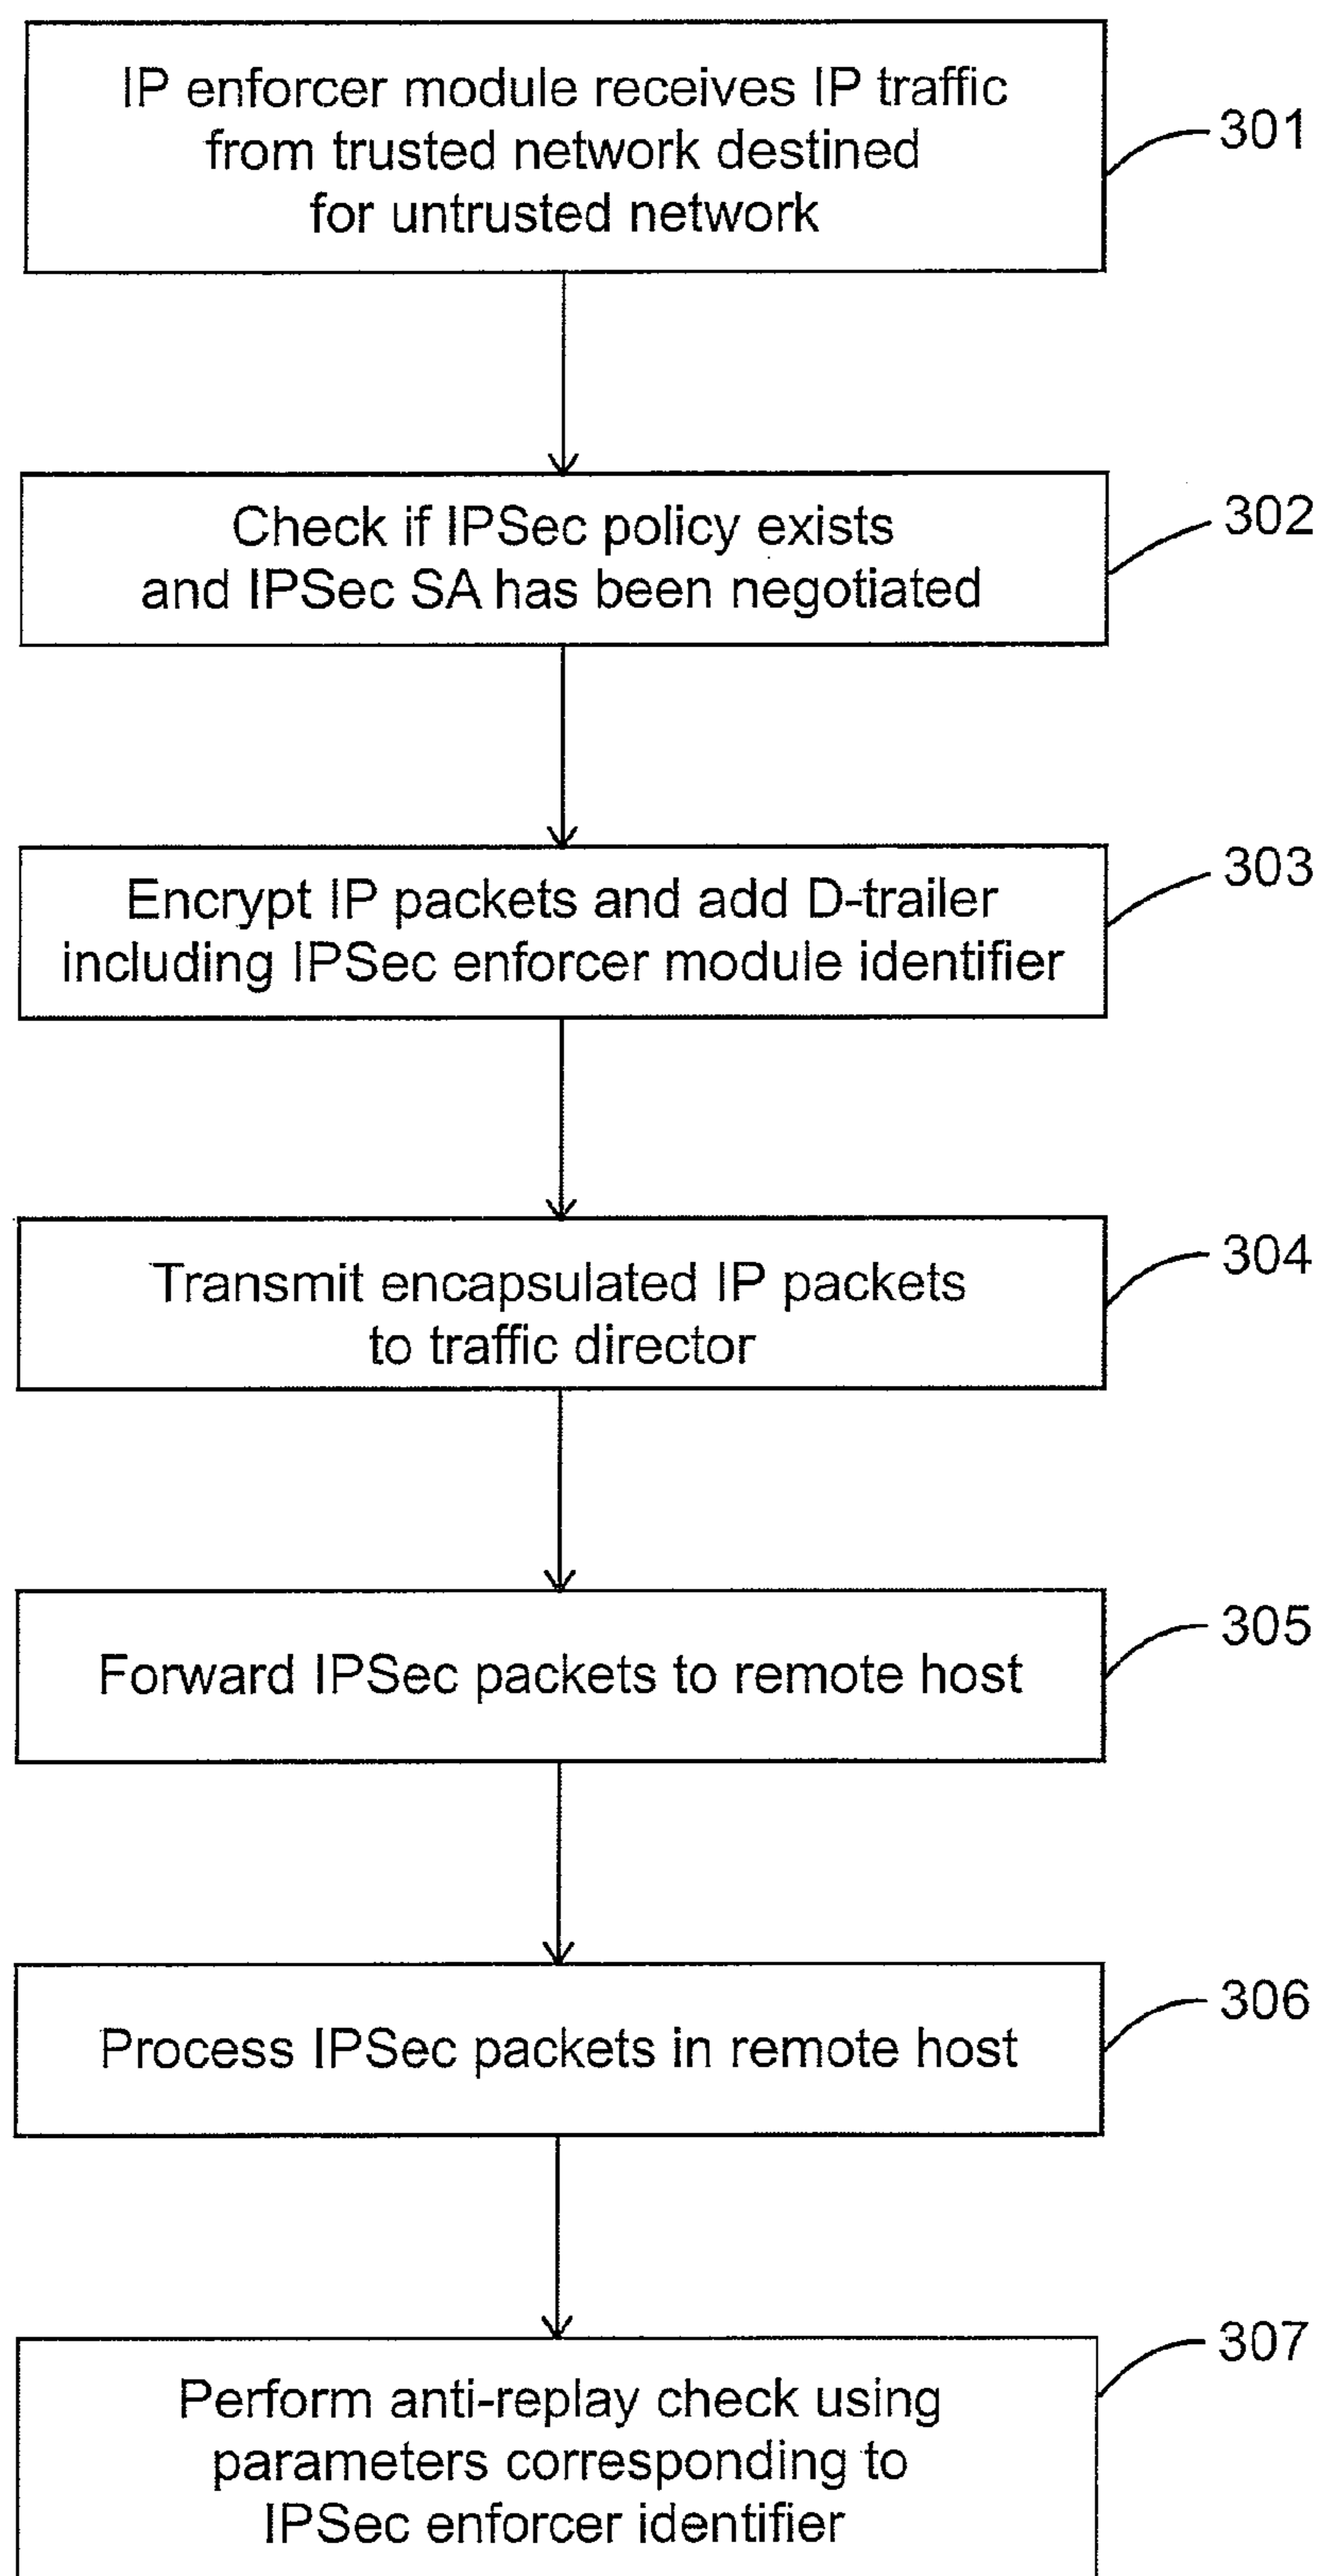 IP enforcer module receives IP traffic
from trusted network destined
for untrusted network
301
Check if IPSec policy exists
and IPSec SA has been negotiated
302
Encrypt IP packets and add D-trailer
including IPSec enforcer module identifier
303
Transmit encapsulated IP packets
to traffic director
304
Forward IPSec packets to remote host
305
Process IPSec packets in remote host
306
Perform anti-replay check using
parameters corresponding to
IPSec enforcer identifier
307